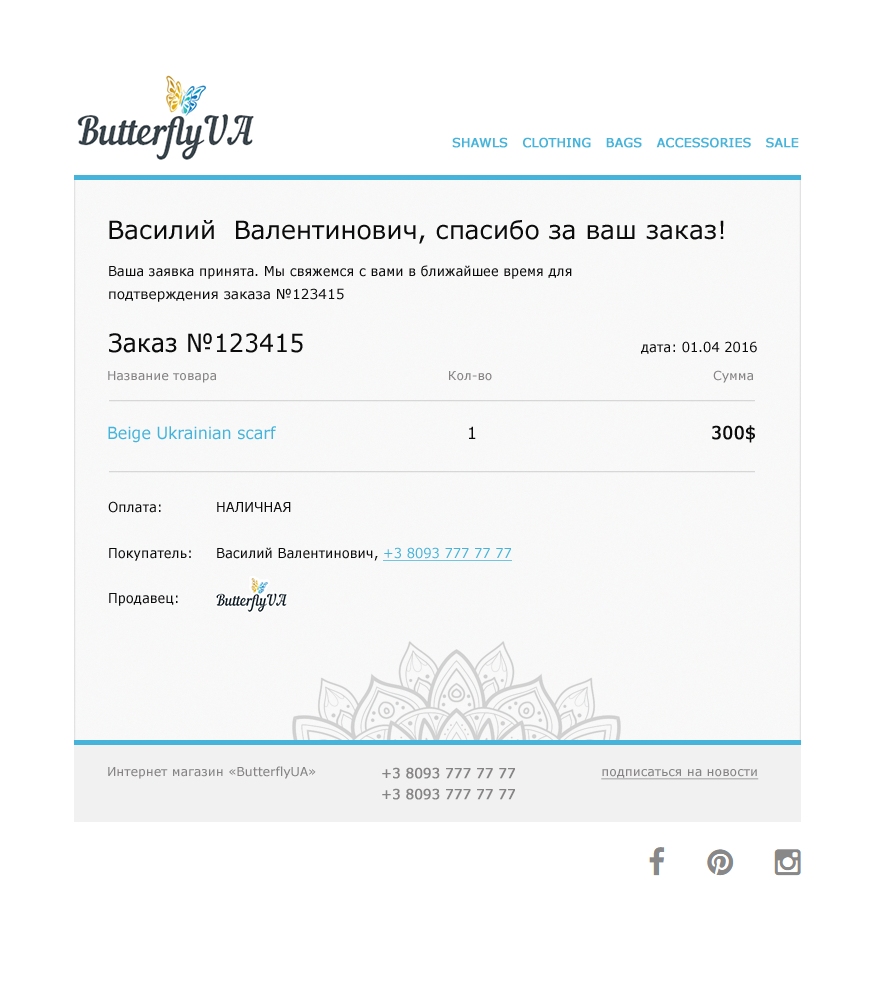 ButterflyUA
SHAWLS CLOTHING BAGS ACCESSORIES SALE
Василий Валентинович, спасибо за ваш заказ!
Ваша заявка принята. Мы свяжемся с вами в ближайшее время для
подтверждения заказа №123415
Заказ №123415 дата: 01.04 2016
Название товара Кол-во Сумма
Beige Ukrainian scarf 1 300$
Оплата: НАЛИЧНАЯ
Покупатель: Василий Валентинович, +3 8093 777 77 77
Продавец: ButterflyUA
Интернет магазин «ButterflyUA» +3 8093 777 77 77 подписаться на новости
+3 8093 777 77 77